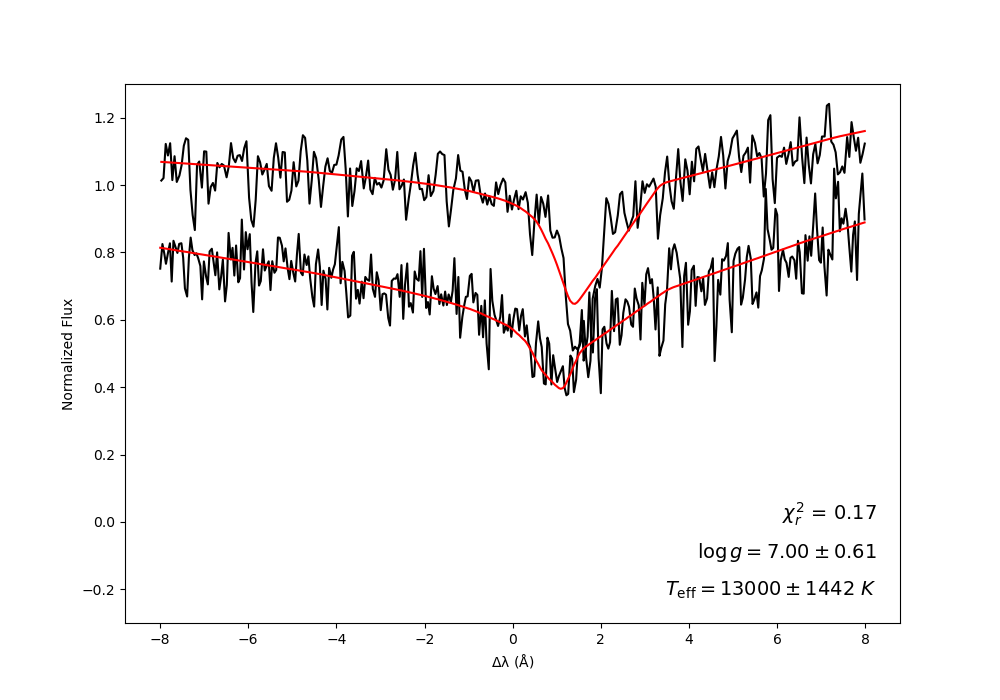 1.2
1.0
0.8
0.6
0.4
0.2
0.0
−0.2
Normalized Flux
χ²ᵣ = 0.17
log g = 7.00 ± 0.61
T_eff = 13000 ± 1442 K
−8 −6 −4 −2 0 2 4 6 8
Δλ (Å)